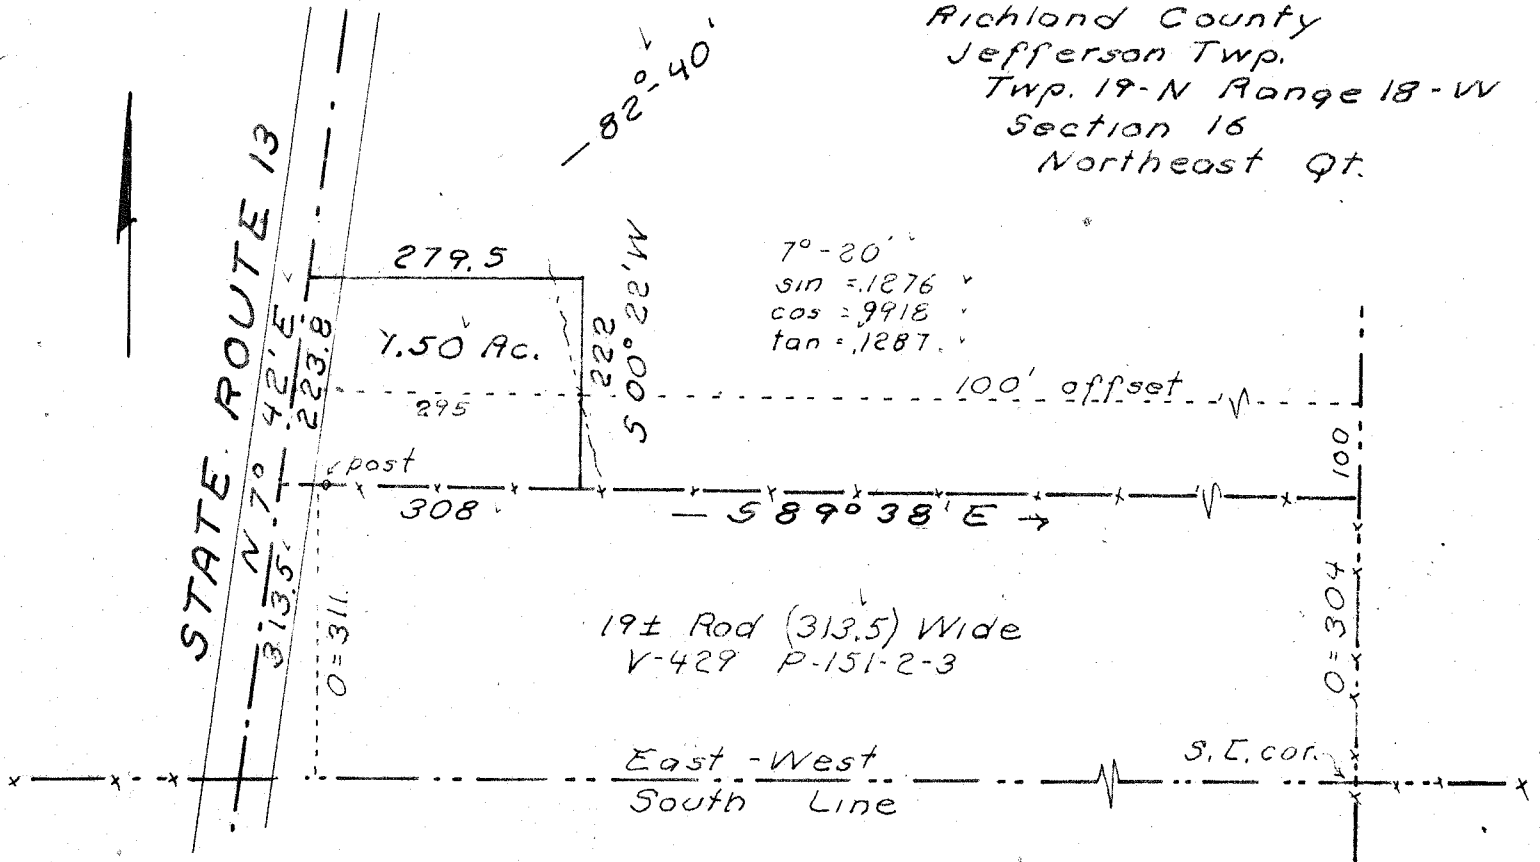 Richland County
Jefferson Twp.
Twp. 19-N Range 18-W
Section 16
Northeast Qt.
— 82°-40'
STATE ROUTE 13
N 7° 42' E
223.8
313.5
279.5
1.50 Ac.
222
S 00° 22' W
7°-20'
sin = .1276
cos = .9918
tan = .1287
295
100' offset
100
post
308
— S 89° 38' E →
0=311
0=304
19± Rod (313.5) Wide
V-429 P-151-2-3
East-West
South Line
S.E. cor.